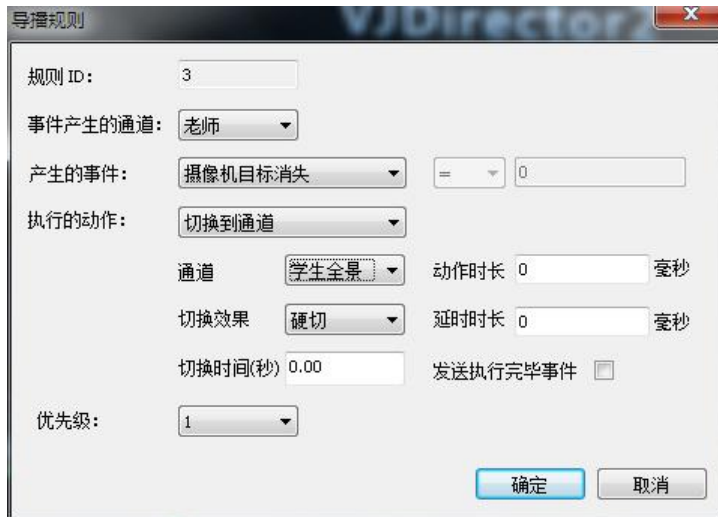 导播规则
VJDirector2
规则 ID： 3
事件产生的通道： 老师
产生的事件： 摄像机目标消失 = 0
执行的动作： 切换到通道
通道 学生全景 动作时长 0 毫秒
切换效果 硬切 延时时长 0 毫秒
切换时间(秒) 0.00 发送执行完毕事件
优先级： 1
确定 取消